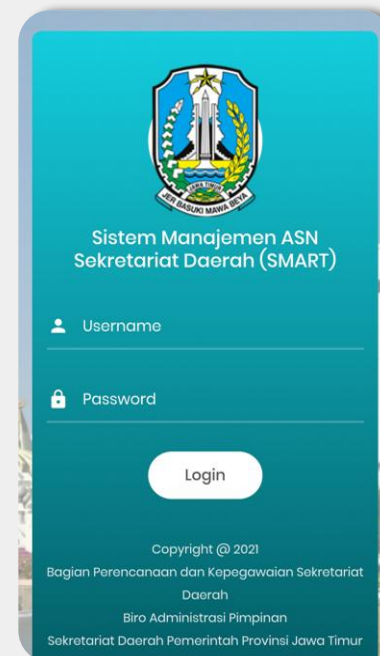 JAWA TIMUR
JER BASUKI MAWA BEYA
Sistem Manajemen ASN
Sekretariat Daerah (SMART)
Username
Password
Login
Copyright @ 2021
Bagian Perencanaan dan Kepegawaian Sekretariat
Daerah
Biro Administrasi Pimpinan
Sekretariat Daerah Pemerintah Provinsi Jawa Timur